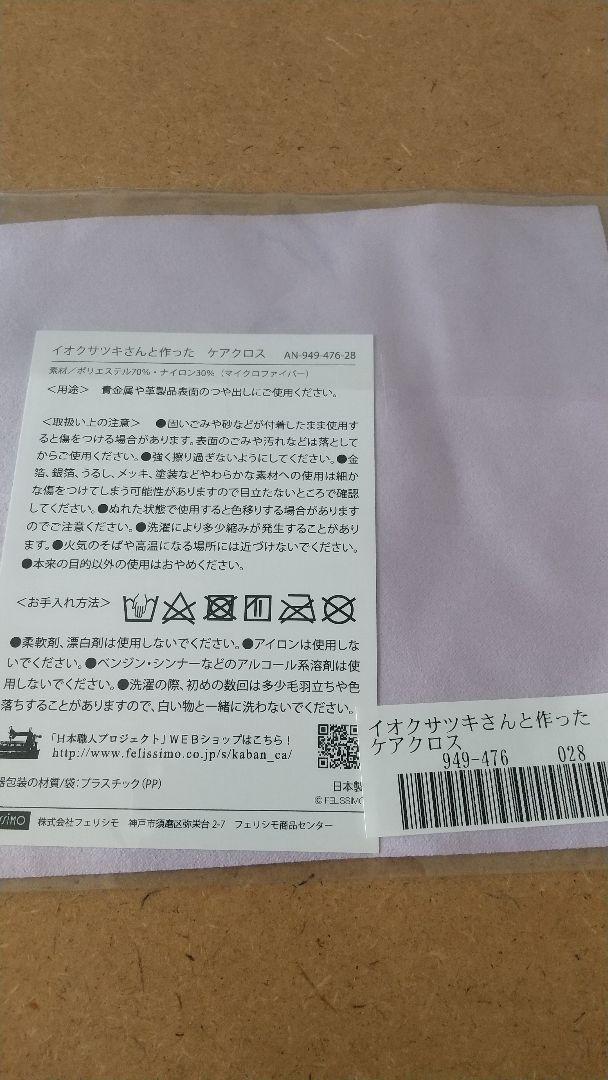 イオクサツキさんと作った ケアクロス AN-949-476-28
素材／ポリエステル70%・ナイロン30%（マイクロファイバー）
＜用途＞ 貴金属や革製品表面のつや出しにご使用ください。
＜取扱い上の注意＞ ●固いごみや砂などが付着したまま使用す
ると傷をつける場合があります。表面のごみや汚れなどは落として
からご使用ください。●強く擦り過ぎないようにしてください。●金
箔、銀箔、うるし、メッキ、塗装などやわらかな素材への使用は細か
な傷をつけてしまう可能性がありますので目立たないところで確認
してください。●ぬれた状態で使用すると色移りする場合があります
のでご注意ください。●洗濯により多少縮みが発生することがあり
ます。●火気のそばや高温になる場所には近づけないでください。
●本来の目的以外の使用はおやめください。
＜お手入れ方法＞
●柔軟剤、漂白剤は使用しないでください。●アイロンは使用しな
いでください。●ベンジン・シンナーなどのアルコール系溶剤は使
用しないでください。●洗濯の際、初めの数回は多少毛羽立ちや色
落ちすることがありますので、白い物と一緒に洗わないでください。
「日本職人プロジェクト」WEBショップはこちら！
http://www.felissimo.co.jp/s/kaban_ca/
器包装の材質/袋：プラスチック（PP）
日本製
© FELISSIMO
SSIMO 株式会社フェリシモ 神戸市須磨区弥栄台2-7 フェリシモ商品センター
イオクサツキさんと作った
ケアクロス
949-476 028